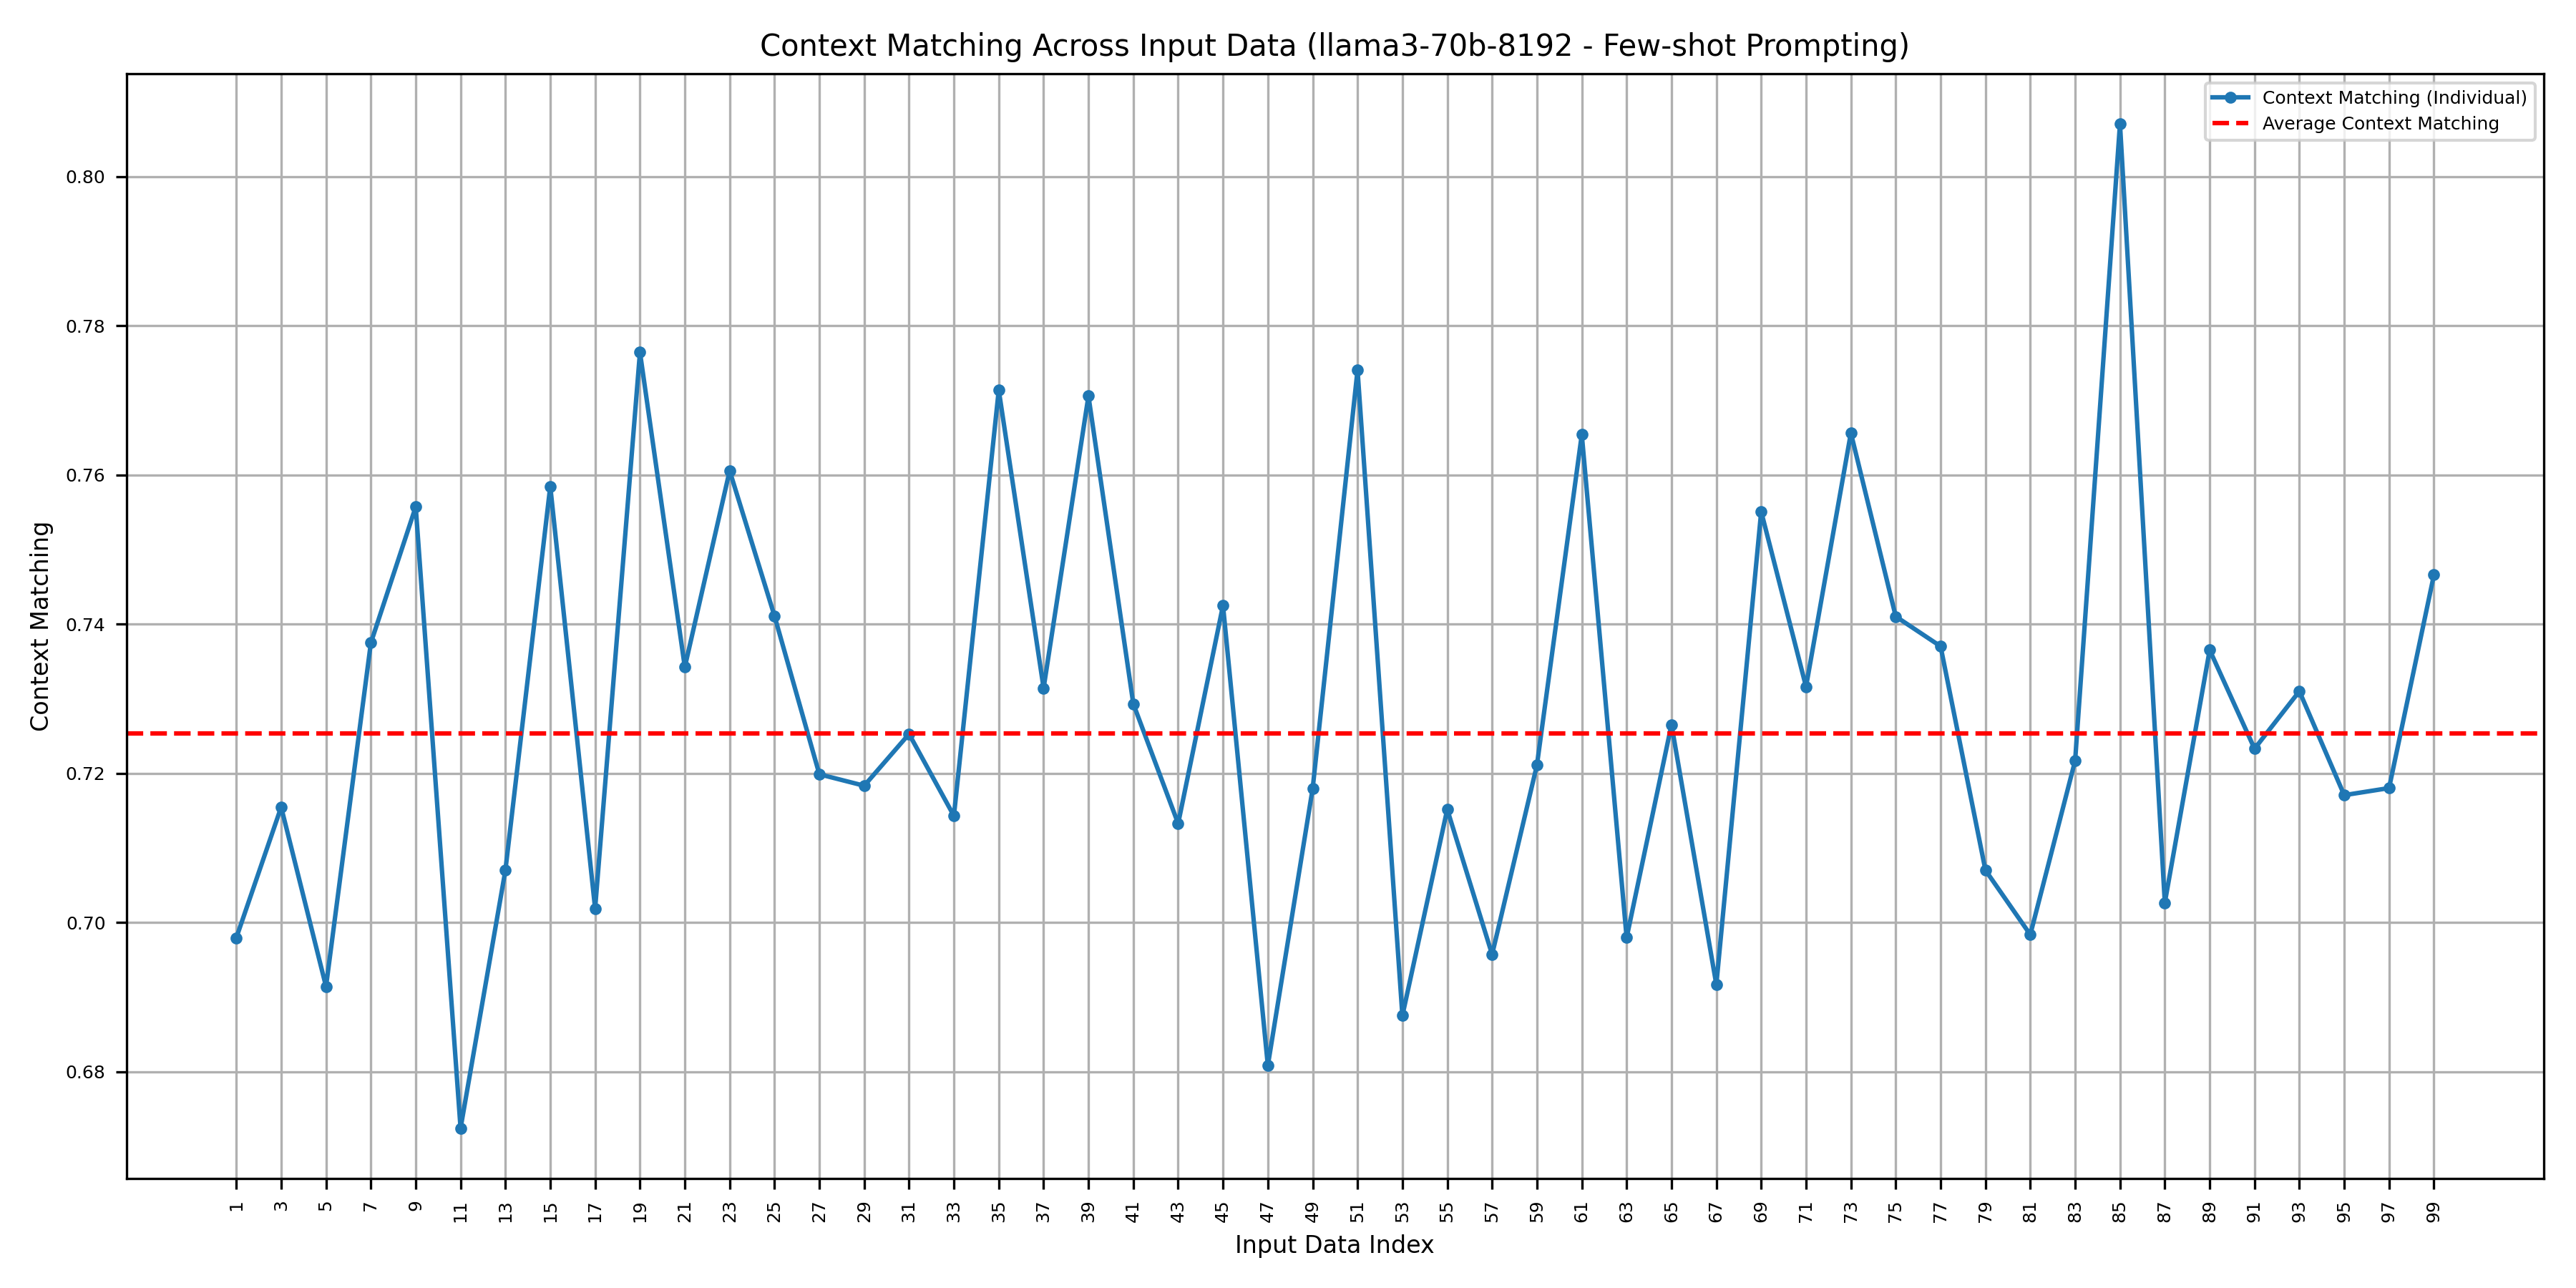 Context Matching Across Input Data (llama3-70b-8192 - Few-shot Prompting)
Context Matching (Individual)
Average Context Matching
Context Matching
0.80
0.78
0.76
0.74
0.72
0.70
0.68
1 3 5 7 9 11 13 15 17 19 21 23 25 27 29 31 33 35 37 39 41 43 45 47 49 51 53 55 57 59 61 63 65 67 69 71 73 75 77 79 81 83 85 87 89 91 93 95 97 99
Input Data Index